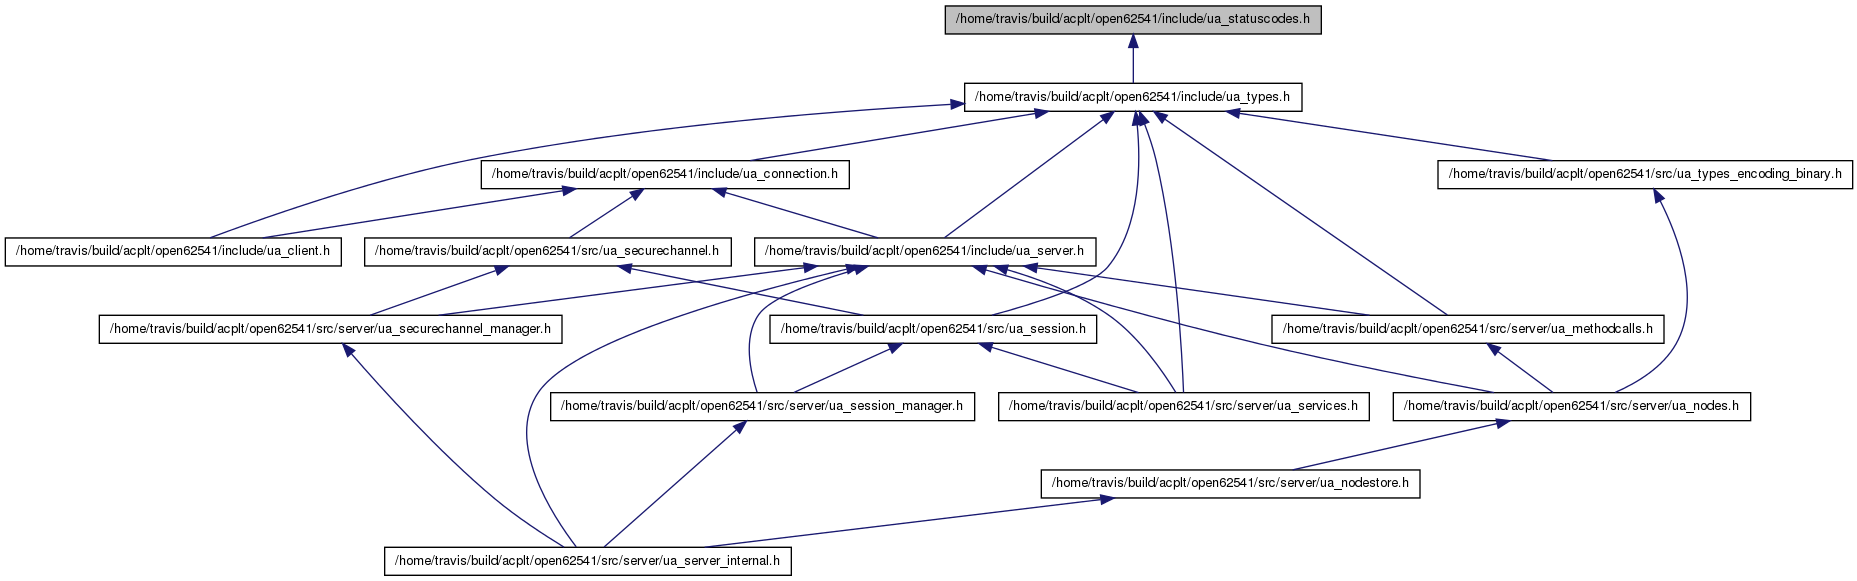 /home/travis/build/acplt/open62541/include/ua_statuscodes.h
/home/travis/build/acplt/open62541/include/ua_types.h
/home/travis/build/acplt/open62541/include/ua_connection.h
/home/travis/build/acplt/open62541/src/ua_types_encoding_binary.h
/home/travis/build/acplt/open62541/include/ua_client.h
/home/travis/build/acplt/open62541/src/ua_securechannel.h
/home/travis/build/acplt/open62541/include/ua_server.h
/home/travis/build/acplt/open62541/src/server/ua_securechannel_manager.h
/home/travis/build/acplt/open62541/src/ua_session.h
/home/travis/build/acplt/open62541/src/server/ua_methodcalls.h
/home/travis/build/acplt/open62541/src/server/ua_session_manager.h
/home/travis/build/acplt/open62541/src/server/ua_services.h
/home/travis/build/acplt/open62541/src/server/ua_nodes.h
/home/travis/build/acplt/open62541/src/server/ua_nodestore.h
/home/travis/build/acplt/open62541/src/server/ua_server_internal.h